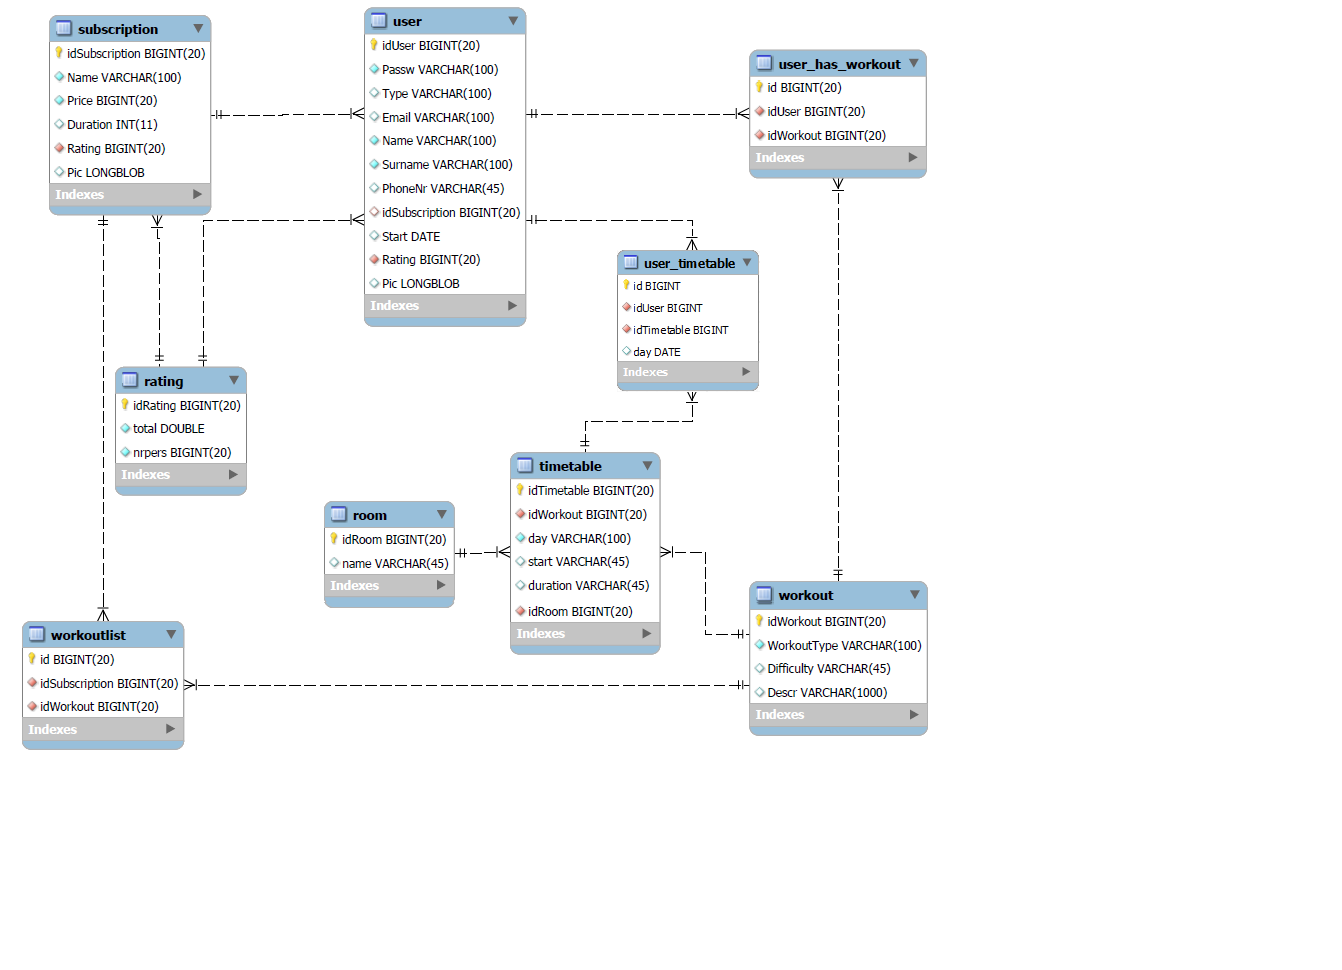 subscription
idSubscription BIGINT(20)
Name VARCHAR(100)
Price BIGINT(20)
Duration INT(11)
Rating BIGINT(20)
Pic LONGBLOB
Indexes
user
idUser BIGINT(20)
Passw VARCHAR(100)
Type VARCHAR(100)
Email VARCHAR(100)
Name VARCHAR(100)
Surname VARCHAR(100)
PhoneNr VARCHAR(45)
idSubscription BIGINT(20)
Start DATE
Rating BIGINT(20)
Pic LONGBLOB
Indexes
user_has_workout
id BIGINT(20)
idUser BIGINT(20)
idWorkout BIGINT(20)
Indexes
user_timetable
id BIGINT
idUser BIGINT
idTimetable BIGINT
day DATE
Indexes
rating
idRating BIGINT(20)
total DOUBLE
nrpers BIGINT(20)
Indexes
timetable
idTimetable BIGINT(20)
idWorkout BIGINT(20)
day VARCHAR(100)
start VARCHAR(45)
duration VARCHAR(45)
idRoom BIGINT(20)
Indexes
room
idRoom BIGINT(20)
name VARCHAR(45)
Indexes
workout
idWorkout BIGINT(20)
WorkoutType VARCHAR(100)
Difficulty VARCHAR(45)
Descr VARCHAR(1000)
Indexes
workoutlist
id BIGINT(20)
idSubscription BIGINT(20)
idWorkout BIGINT(20)
Indexes